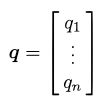 q = [ q₁
⋮
qₙ ]